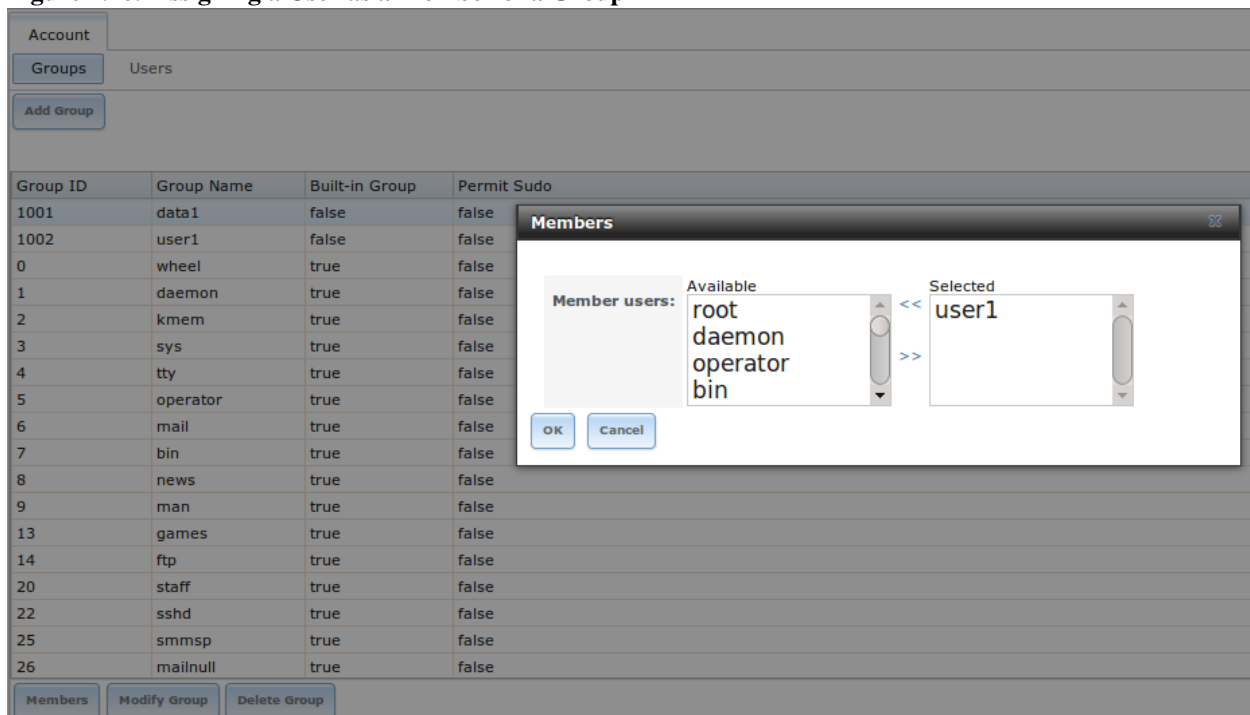 Account
Groups Users
Add Group
Group ID Group Name Built-in Group Permit Sudo
1001 data1 false false
1002 user1 false false
0 wheel true false
1 daemon true false
2 kmem true false
3 sys true false
4 tty true false
5 operator true false
6 mail true false
7 bin true false
8 news true false
9 man true false
13 games true false
14 ftp true false
20 staff true false
22 sshd true false
25 smmsp true false
26 mailnull true false
Members Modify Group Delete Group
Members
Available Selected
Member users:
root
daemon
operator
bin
<<
>>
user1
OK Cancel